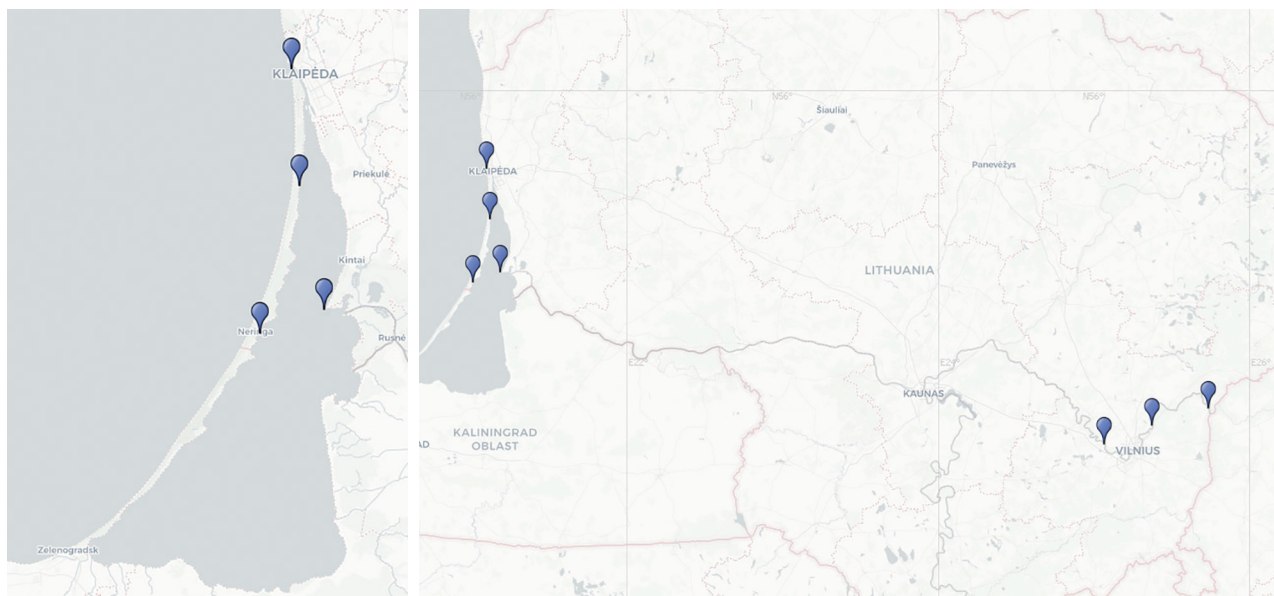 KLAIPĖDA
Priekulė
Kintai
Neringa
Rusnė
Zelenogradsk
N56°
N56°
N56°
Šiauliai
Panevėžys
KLAIPĖDA
LITHUANIA
E22°
E24°
E26°
KAUNAS
KALININGRAD
OBLAST
AD
VILNIUS